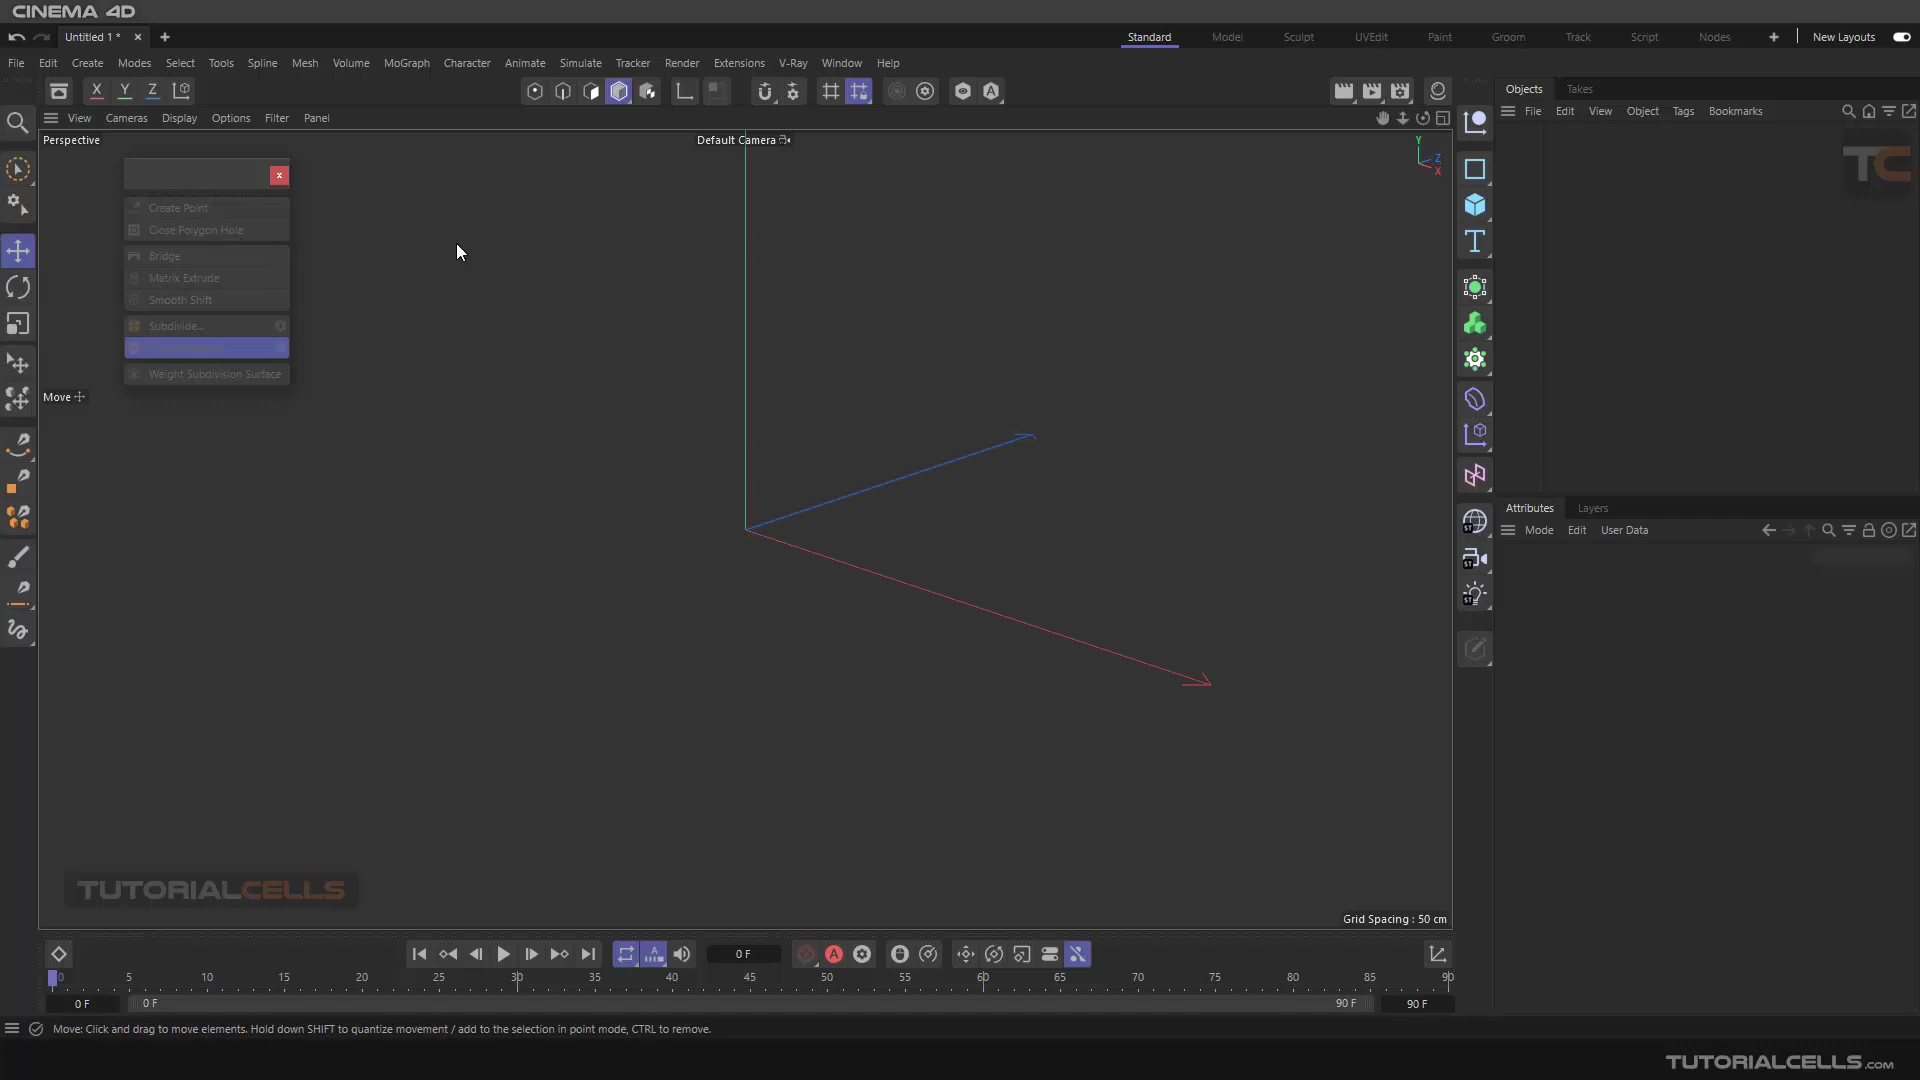 CINEMA 4D
Untitled 1 *
Standard Model Sculpt UVEdit Paint Groom Track Script Nodes New Layouts
File Edit Create Modes Select Tools Spline Mesh Volume MoGraph Character Animate Simulate Tracker Render Extensions V-Ray Window Help
X Y Z
View Cameras Display Options Filter Panel
Objects Takes
File Edit View Object Tags Bookmarks
Perspective
Default Camera
Y
Z
X
TC
Create Point
Close Polygon Hole
Bridge
Matrix Extrude
Smooth Shift
Subdivide...
Weight Subdivision Surface
Move
Attributes Layers
Mode Edit User Data
TUTORIALCELLS
Grid Spacing : 50 cm
0 F
0 5 10 15 20 25 30 35 40 45 50 55 60 65 70 75 80 85 90
0 F 0 F 90 F 90 F
Move: Click and drag to move elements. Hold down SHIFT to quantize movement / add to the selection in point mode, CTRL to remove.
TUTORIALCELLS.com